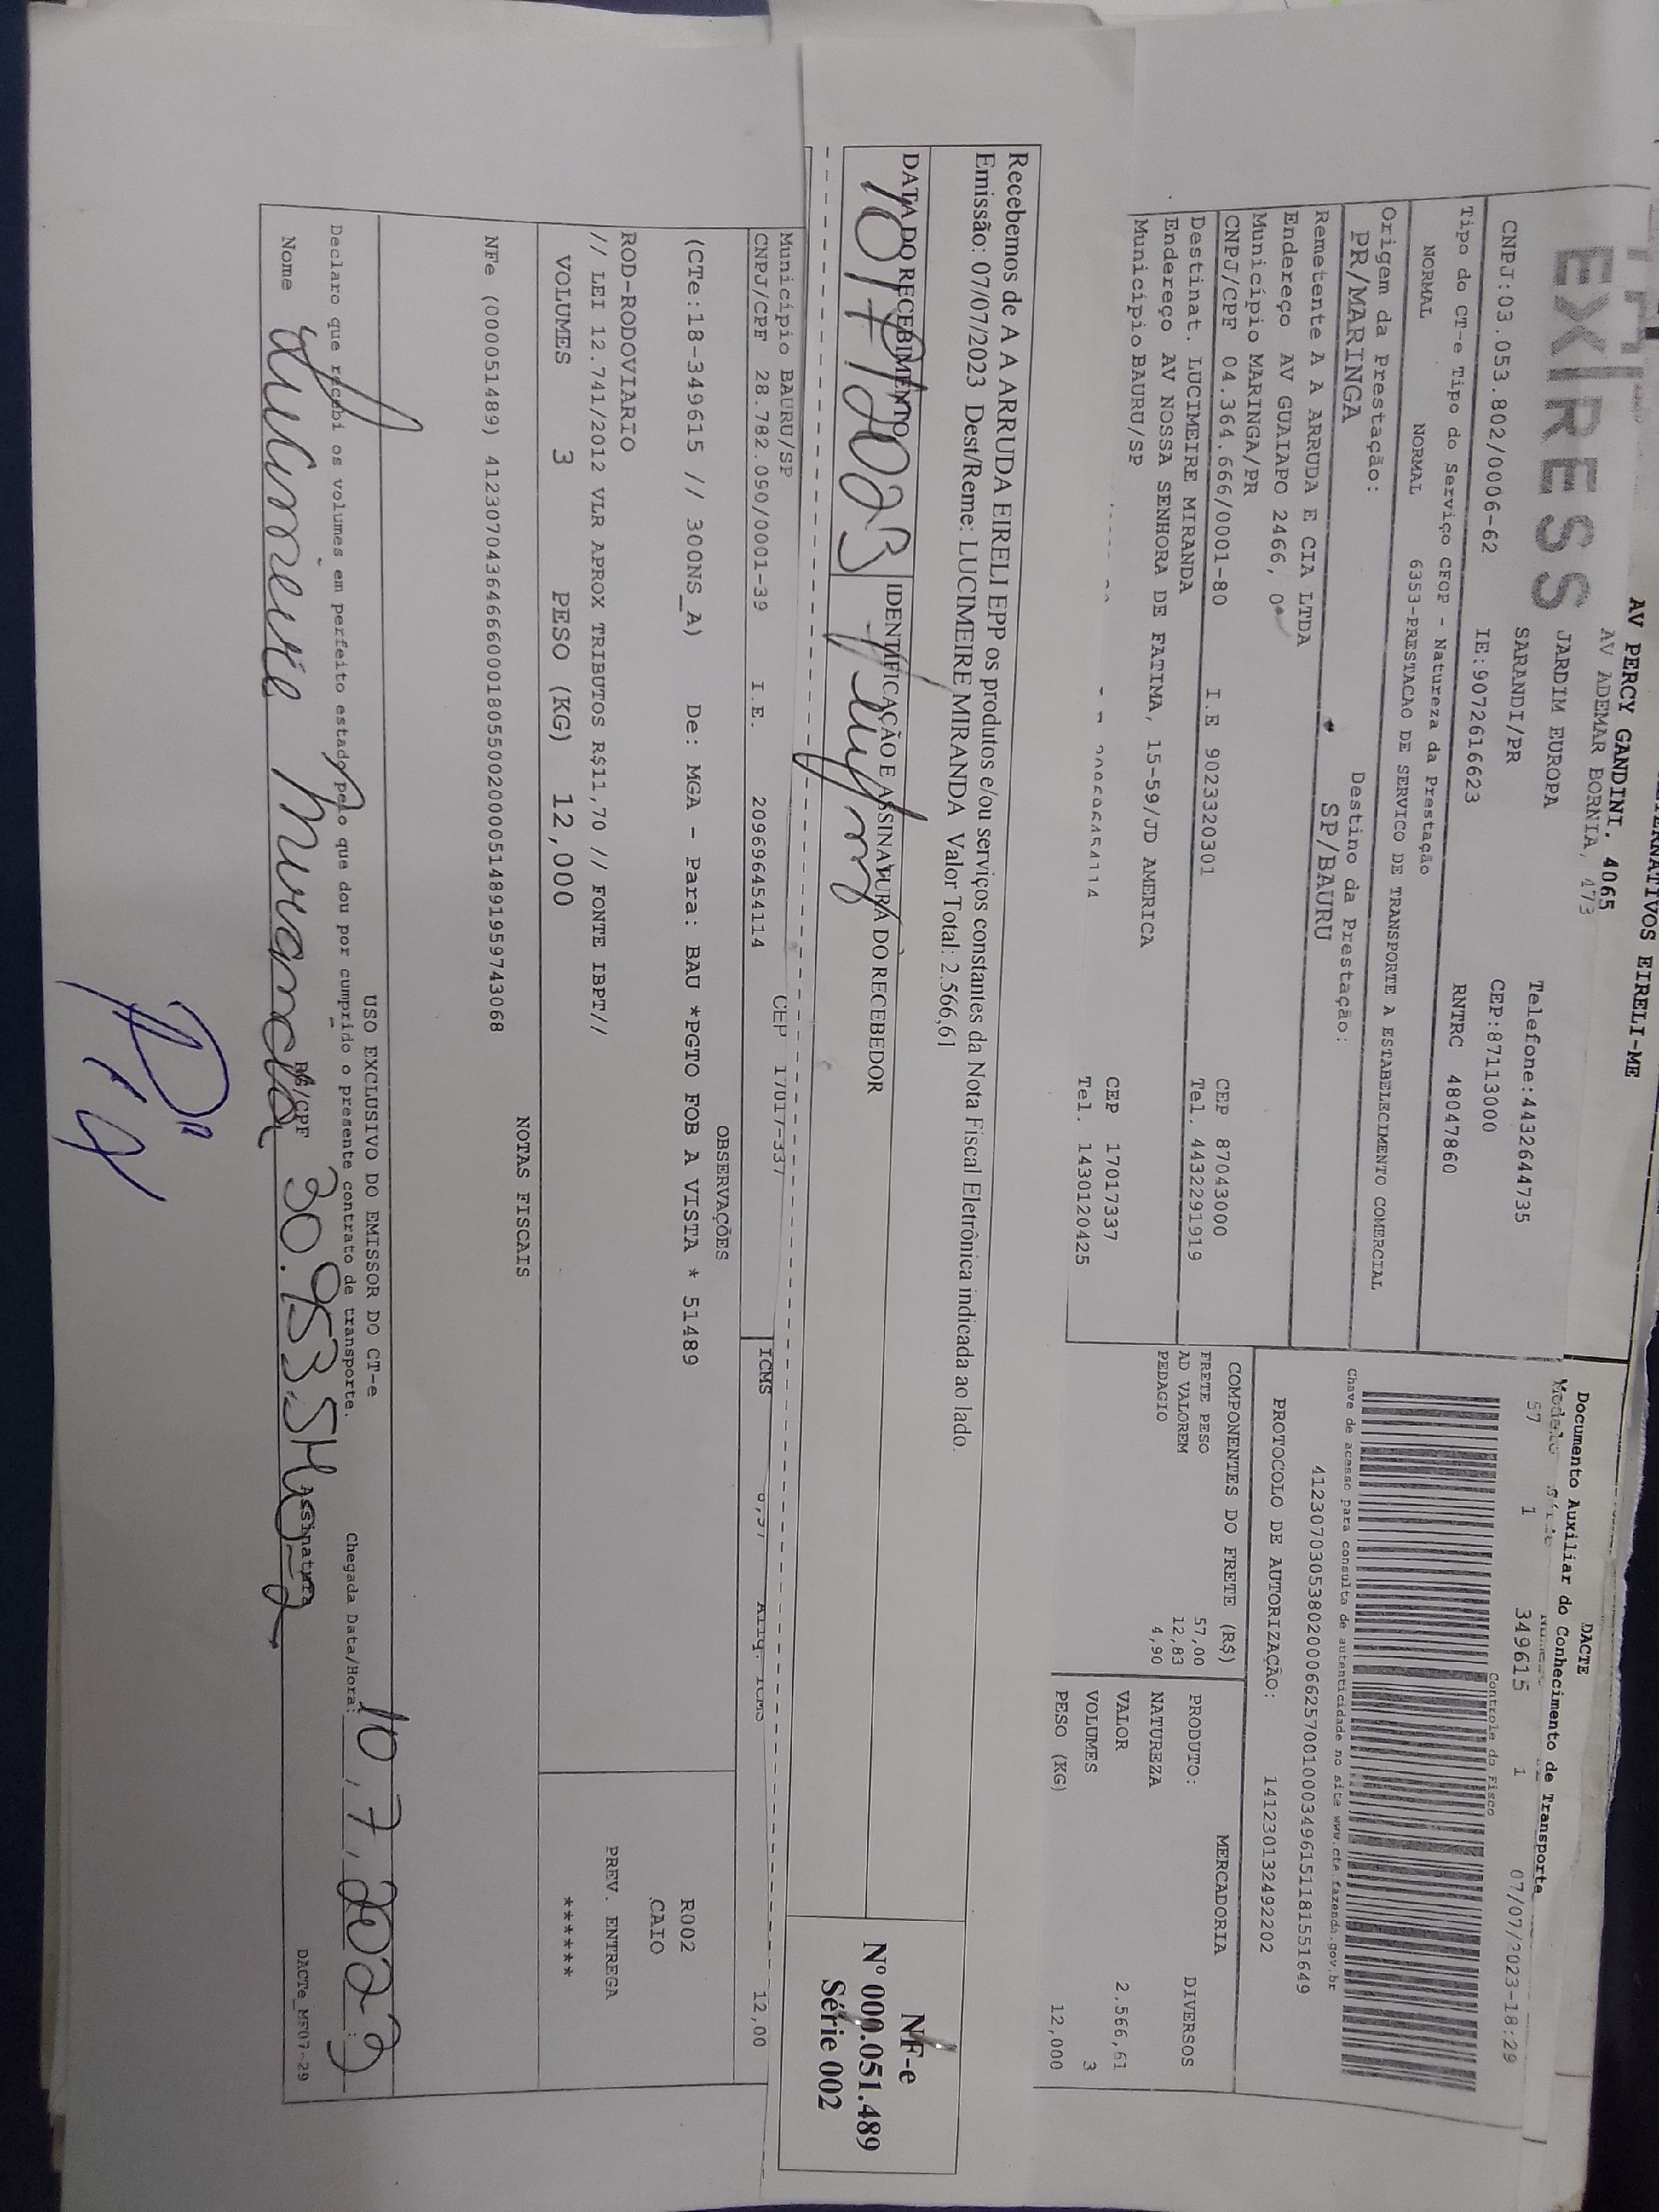 TERNATIVOS EIRELI-ME
AV PERCY GANDINI, 4065
AV ADEMAR BORNIA, 473
JARDIM EUROPA
SARANDI/PR
EXPRESS
Telefone:4432644735
CEP:87113000
CNPJ:03.053.802/0006-62 IE:9072616623 RNTRC 48047860
Tipo do CT-e Tipo do Serviço CFOP - Natureza da Prestação
NORMAL NORMAL 6353-PRESTACAO DE SERVICO DE TRANSPORTE A ESTABELECIMENTO COMERCIAL
Origem da Prestação: Destino da Prestação:
PR/MARINGA SP/BAURU
Remetente A A ARRUDA E CIA LTDA
Endereço AV GUAIAPO 2466, 0
Município MARINGA/PR CEP 87043000
CNPJ/CPF 04.364.666/0001-80 I.E 9023320301 Tel. 4432291919
Destinat. LUCIMEIRE MIRANDA
Endereço AV NOSSA SENHORA DE FATIMA, 15-59/JD AMERICA
Município BAURU/SP CEP 17017337
209696454114 Tel. 1430120425
DACTE
Documento Auxiliar do Conhecimento de Transporte
Modelo Série
57 1 349615 1 07/07/2023-18:29
Controle do Fisco
Chave de acesso para consulta de autenticidade no site www.cte.fazenda.gov.br
41230703053802000662570010003496151181551649
PROTOCOLO DE AUTORIZAÇÃO: 141230132492202
COMPONENTES DO FRETE (R$)
FRETE PESO 57,00
AD VALOREM 12,83
PEDAGIO 4,90
MERCADORIA
PRODUTO: DIVERSOS
NATUREZA
VALOR 2.566,61
VOLUMES 3
PESO (KG) 12,000
Recebemos de A A ARRUDA EIRELI EPP os produtos e/ou serviços constantes da Nota Fiscal Eletrônica indicada ao lado.
Emissão: 07/07/2023 Dest/Reme: LUCIMEIRE MIRANDA Valor Total: 2.566,61
DATA DO RECEBIMENTO IDENTIFICAÇÃO E ASSINATURA DO RECEBEDOR
10/7/2023
NF-e
Nº 000.051.489
Série 002
Município BAURU/SP CEP 17017-337
CNPJ/CPF 28.782.090/0001-39 I.E. 209696454114
ICMS Alíq. ICMS 12,00
OBSERVAÇÕES
(CTe:18-349615 // 300NS_A) De: MGA - Para: BAU *PGTO FOB A VISTA * 51489
R002
CAIO
ROD-RODOVIARIO
// LEI 12.741/2012 VLR APROX TRIBUTOS R$11,70 // FONTE IBPT//
PREV. ENTREGA
VOLUMES 3 PESO (KG) 12,000 ******
NOTAS FISCAIS
NFe (000051489) 41230704364666000180550020000514891959743068
USO EXCLUSIVO DO EMISSOR DO CT-e
Declaro que recebi os volumes em perfeito estado pelo que dou por cumprido o presente contrato de transporte.
Chegada Data/Hora: 10,7,2023
Nome Lucimeire Miranda RG/CPF Assinatura
DACTe_MF07-29